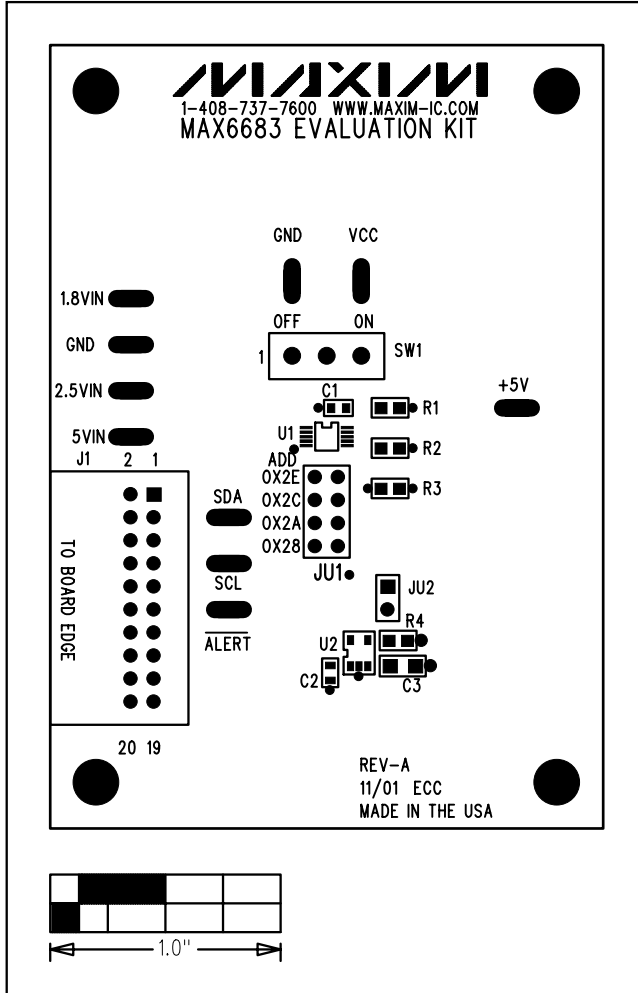 MAXIM
1-408-737-7600 WWW.MAXIM-IC.COM
MAX6683 EVALUATION KIT
GND VCC
1.8VIN
OFF ON
GND
1 SW1
2.5VIN
C1
+5V
R1
5VIN
U1
R2
J1 2 1
ADD
0X2E
R3
SDA
0X2C
0X2A
0X28
TO BOARD EDGE
SCL
JU1
JU2
ALERT
R4
U2
C2
C3
20 19
REV-A
11/01 ECC
MADE IN THE USA
1.0"